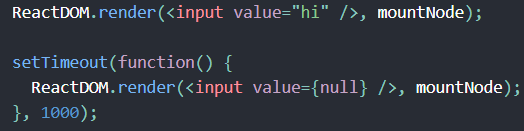 ReactDOM.render(<input value="hi" />, mountNode);
setTimeout(function() {
  ReactDOM.render(<input value={null} />, mountNode);
}, 1000);